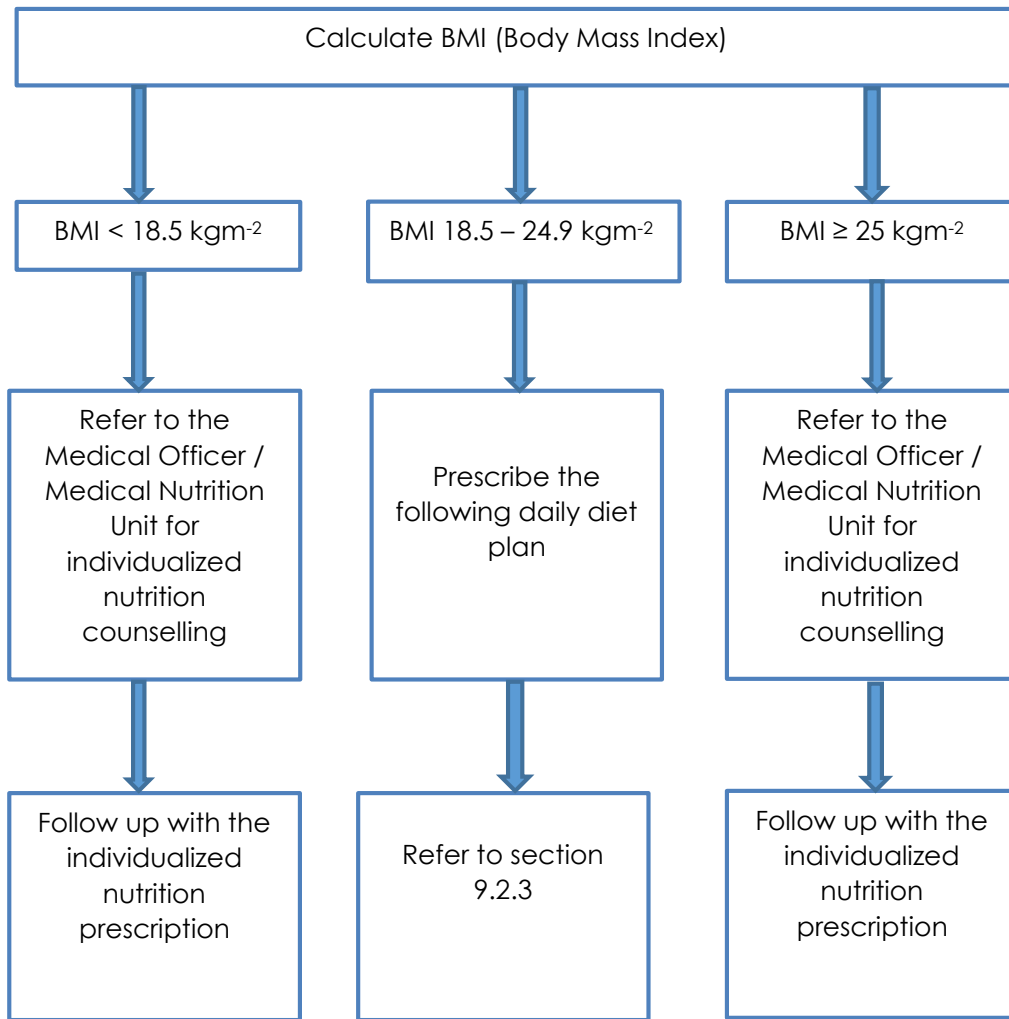 Calculate BMI (Body Mass Index)
BMI < 18.5 kgm-2
BMI 18.5 – 24.9 kgm-2
BMI ≥ 25 kgm-2
Refer to the
Medical Officer /
Medical Nutrition
Unit for
individualized
nutrition
counselling
Prescribe the
following daily diet
plan
Refer to the
Medical Officer /
Medical Nutrition
Unit for
individualized
nutrition
counselling
Follow up with the
individualized
nutrition
prescription
Refer to section
9.2.3
Follow up with the
individualized
nutrition
prescription